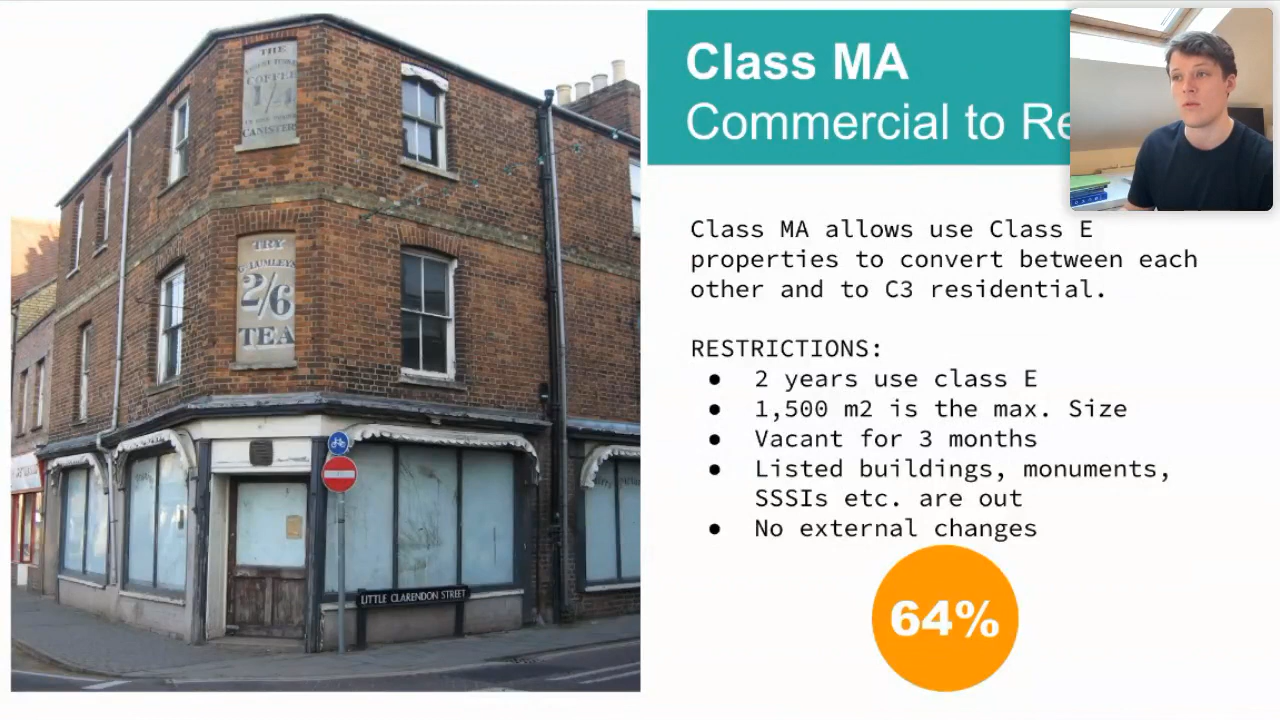 THE
COFFEE
1/4
CANISTER
TRY
2/6
TEA
LITTLE CLARENDON STREET
Class MA
Commercial to Re
Class MA allows use Class E
properties to convert between each
other and to C3 residential.
RESTRICTIONS:
● 2 years use class E
● 1,500 m2 is the max. Size
● Vacant for 3 months
● Listed buildings, monuments,
SSSIs etc. are out
● No external changes
64%